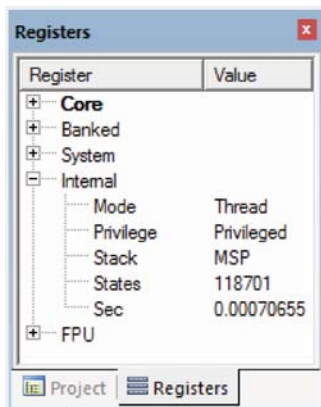 Registers
Register Value
Core
Banked
System
Internal
Mode Thread
Privilege Privileged
Stack MSP
States 118701
Sec 0.00070655
FPU
Project Registers